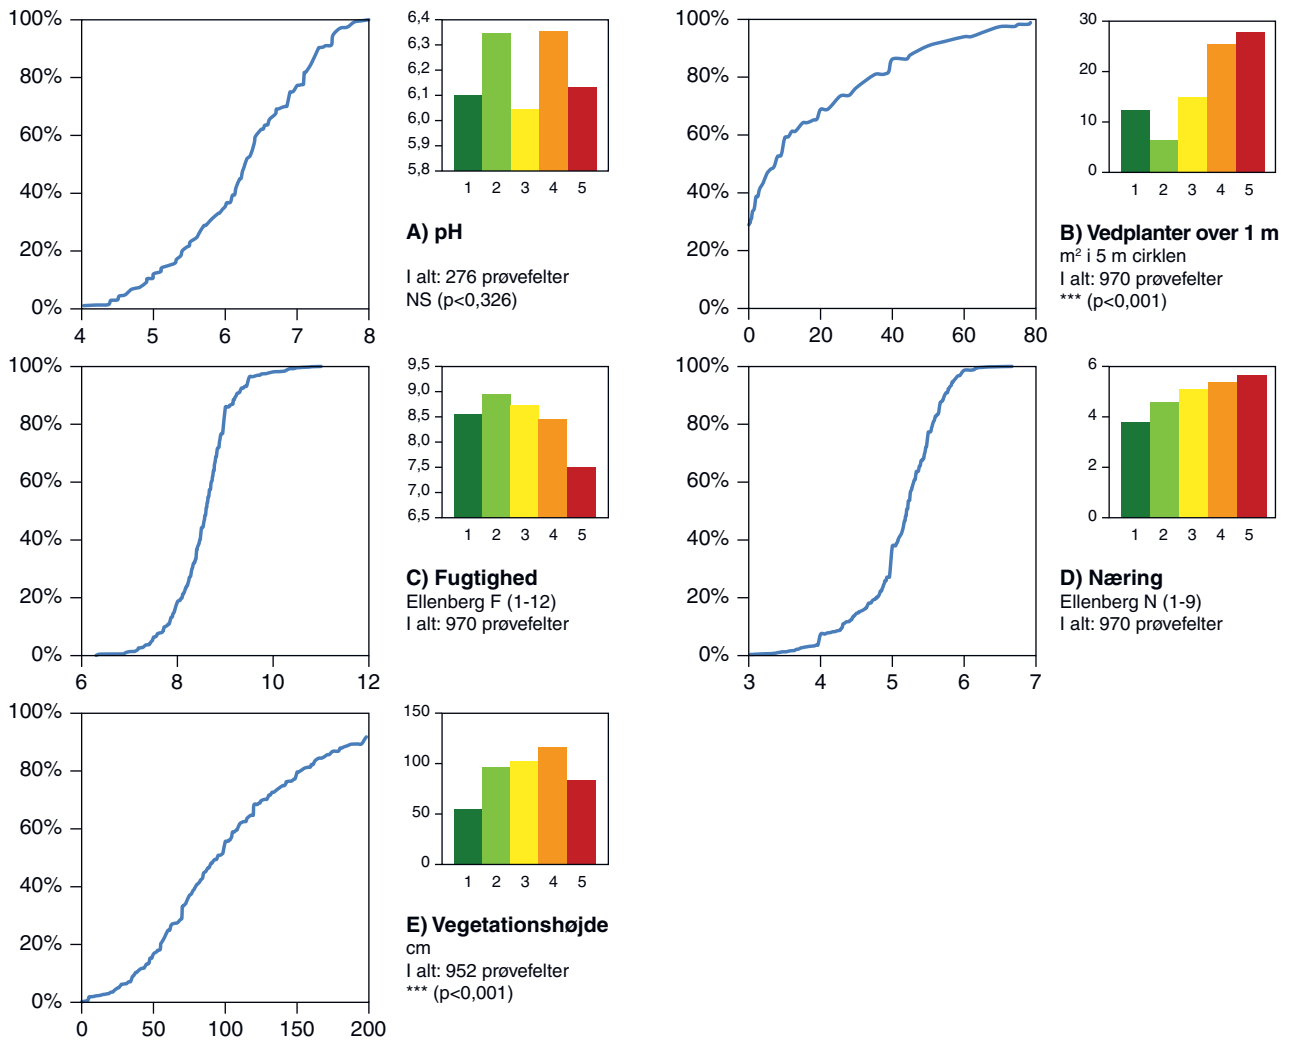 100%
80%
60%
40%
20%
0%
4 5 6 7 8
6,4
6,3
6,2
6,1
6,0
5,9
5,8
1 2 3 4 5
A) pH
I alt: 276 prøvefelter
NS (p<0,326)
100%
80%
60%
40%
20%
0%
0 20 40 60 80
30
20
10
0
1 2 3 4 5
B) Vedplanter over 1 m
m² i 5 m cirklen
I alt: 970 prøvefelter
*** (p<0,001)
100%
80%
60%
40%
20%
0%
6 8 10 12
9,5
9,0
8,5
8,0
7,5
7,0
6,5
1 2 3 4 5
C) Fugtighed
Ellenberg F (1-12)
I alt: 970 prøvefelter
100%
80%
60%
40%
20%
0%
3 4 5 6 7
6
4
2
0
1 2 3 4 5
D) Næring
Ellenberg N (1-9)
I alt: 970 prøvefelter
100%
80%
60%
40%
20%
0%
0 50 100 150 200
150
100
50
0
1 2 3 4 5
E) Vegetationshøjde
cm
I alt: 952 prøvefelter
*** (p<0,001)